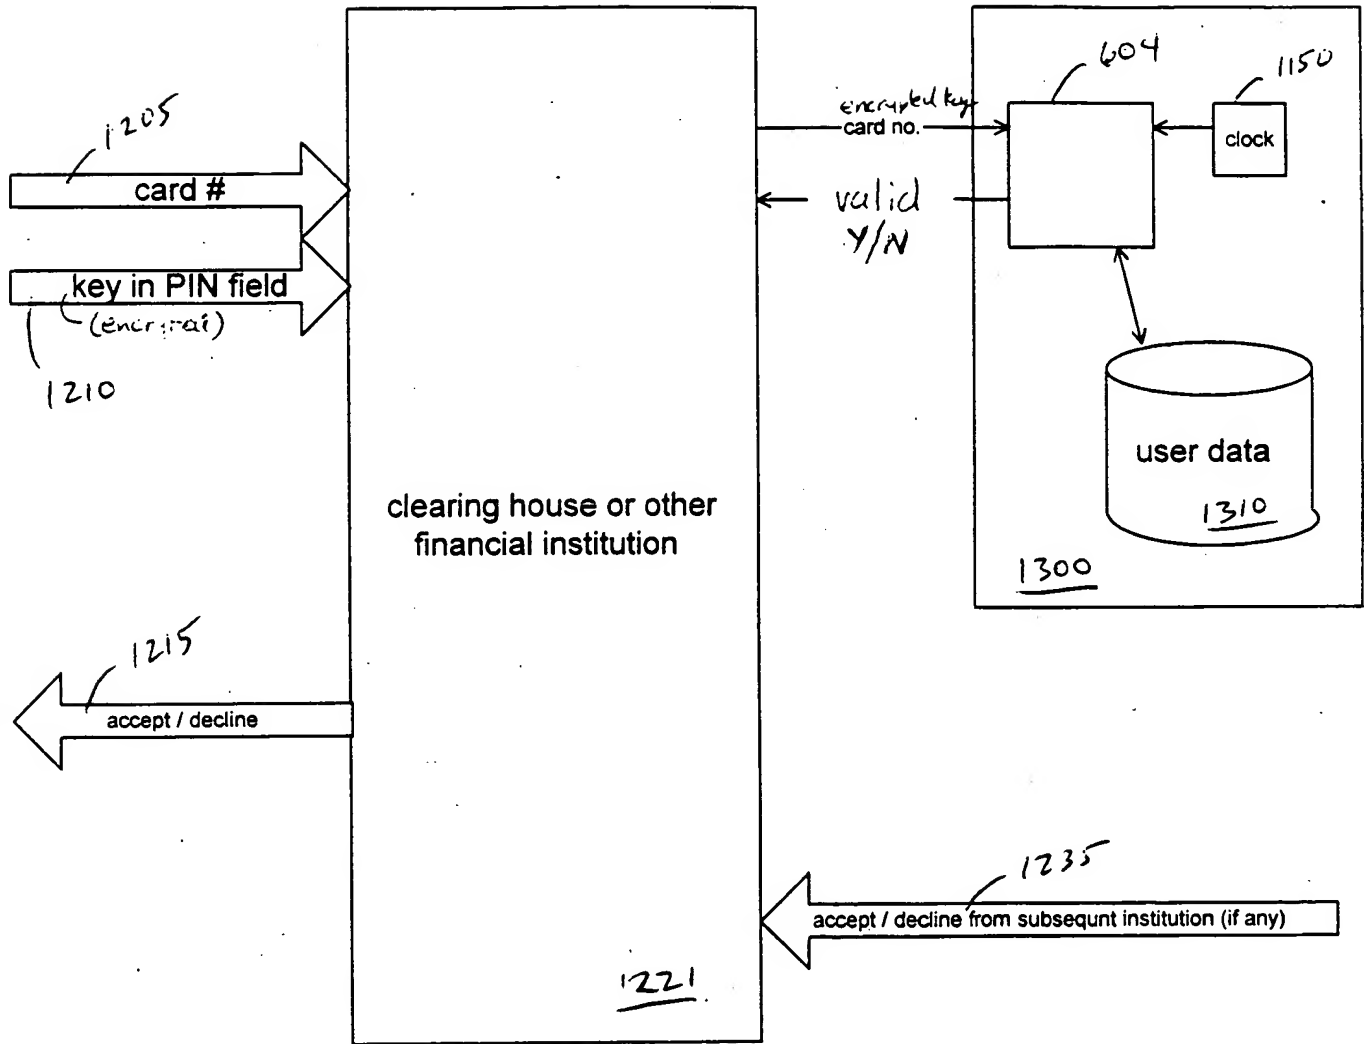 604
1150
1205
encrypted key
card no.
clock
card #
valid
Y/N
key in PIN field
1210
user data
1310
clearing house or other
financial institution
1300
1215
accept / decline
1235
accept / decline from subsequnt institution (if any)
1221